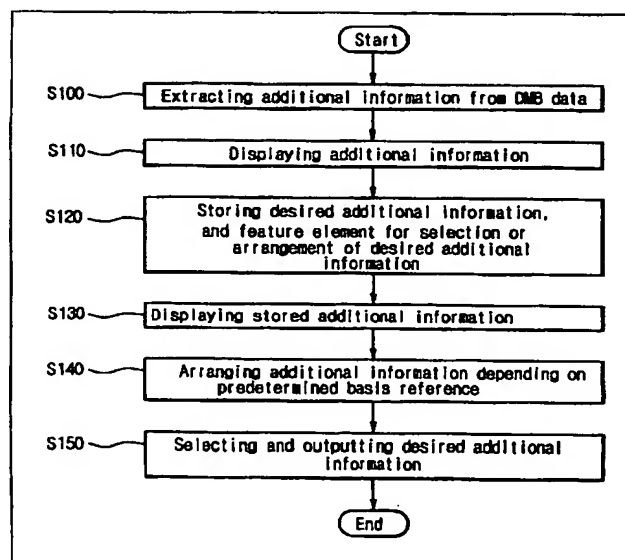 Start
S100
Extracting additional information from DMB data
S110
Displaying additional information
S120
Storing desired additional information,
and feature element for selection or
arrangement of desired additional
information
S130
Displaying stored additional information
S140
Arranging additional information depending on
predetermined basis reference
S150
Selecting and outputting desired additional
information
End